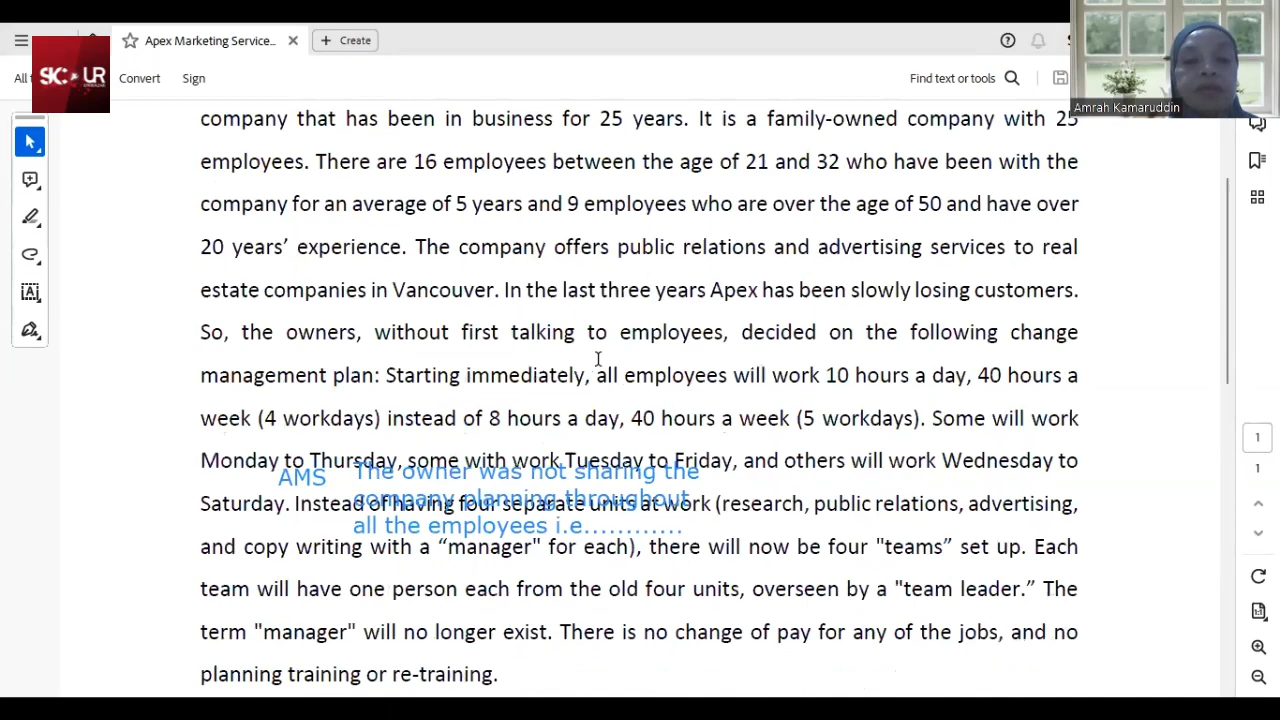 Apex Marketing Service...
Create
All
Convert
Sign
Find text or tools
Amrah Kamaruddin
company that has been in business for 25 years. It is a family-owned company with 25
employees. There are 16 employees between the age of 21 and 32 who have been with the
company for an average of 5 years and 9 employees who are over the age of 50 and have over
20 years’ experience. The company offers public relations and advertising services to real
estate companies in Vancouver. In the last three years Apex has been slowly losing customers.
So, the owners, without first talking to employees, decided on the following change
management plan: Starting immediately, all employees will work 10 hours a day, 40 hours a
week (4 workdays) instead of 8 hours a day, 40 hours a week (5 workdays). Some will work
Monday to Thursday, some with work Tuesday to Friday, and others will work Wednesday to
Saturday. Instead of having four separate units at work (research, public relations, advertising,
and copy writing with a “manager" for each), there will now be four "teams” set up. Each
team will have one person each from the old four units, overseen by a "team leader.” The
term "manager" will no longer exist. There is no change of pay for any of the jobs, and no
planning training or re-training.
AMS
The owner was not sharing the
company planning throughout
all the employees i.e............
1
1